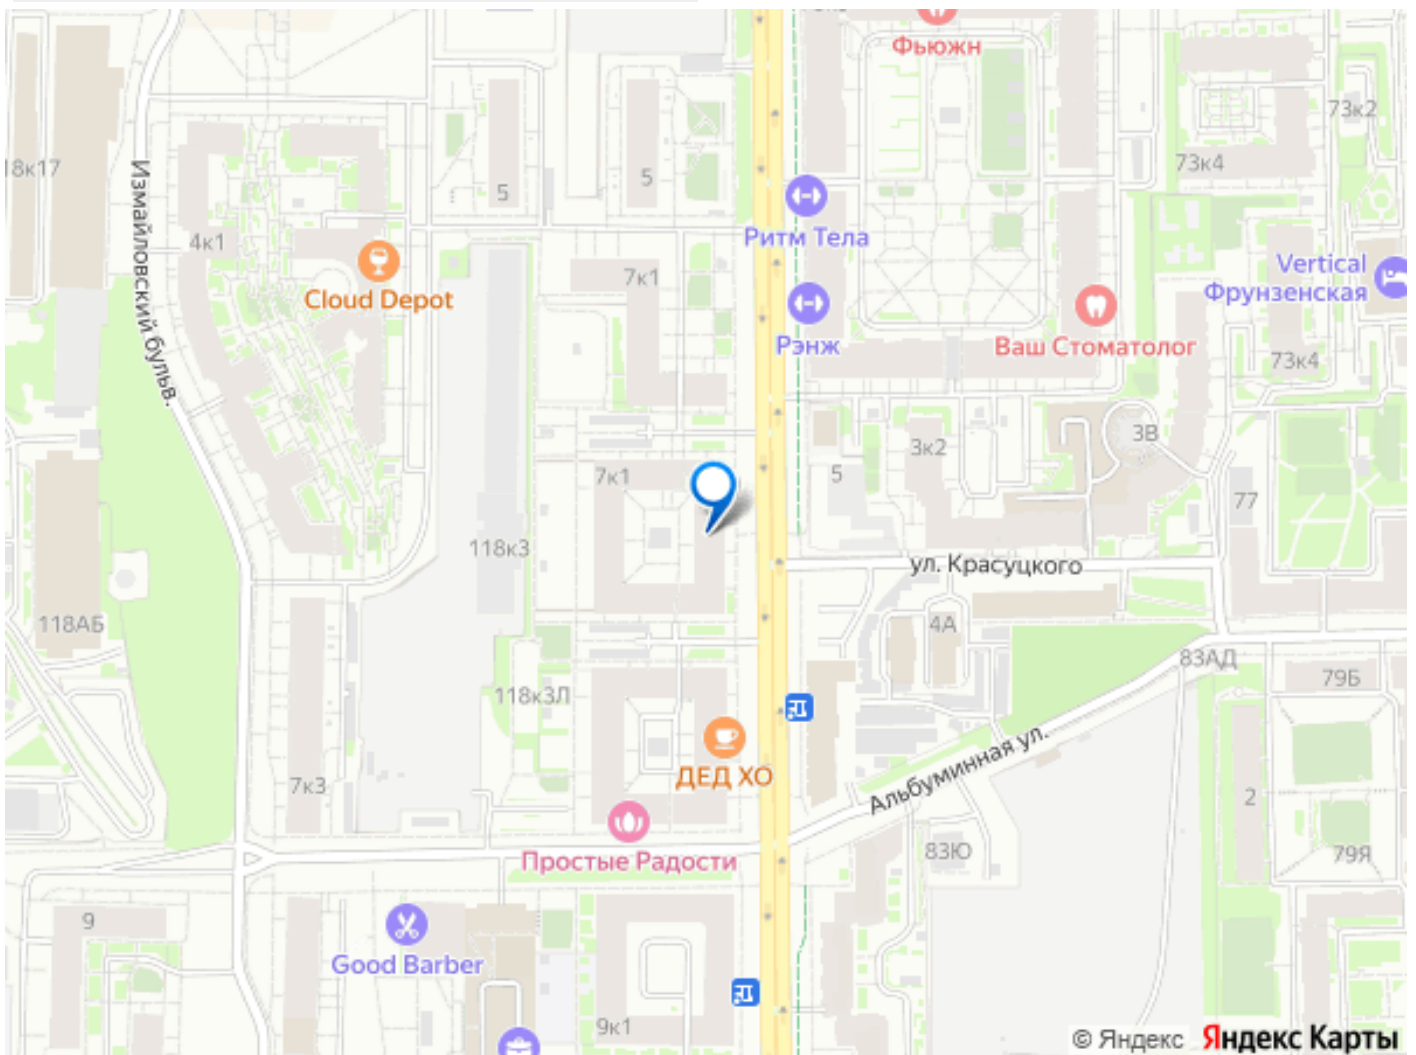 Фьюжн
73к2
18к17
73к4
Измайловский бульв.
5
5
Ритм Тела
4к1
7к1
Vertical
Фрунзенская
Cloud Depot
Рэнж
Ваш Стоматолог
73к4
3В
3к2
7к1
5
77
118к3
ул. Красуцкого
118АБ
4А
83АД
79Б
118к3Л
Альбуминная ул.
ДЕД ХО
7к3
2
Простые Радости
83Ю
79Я
9
Good Barber
9к1
© Яндекс Яндекс Карты